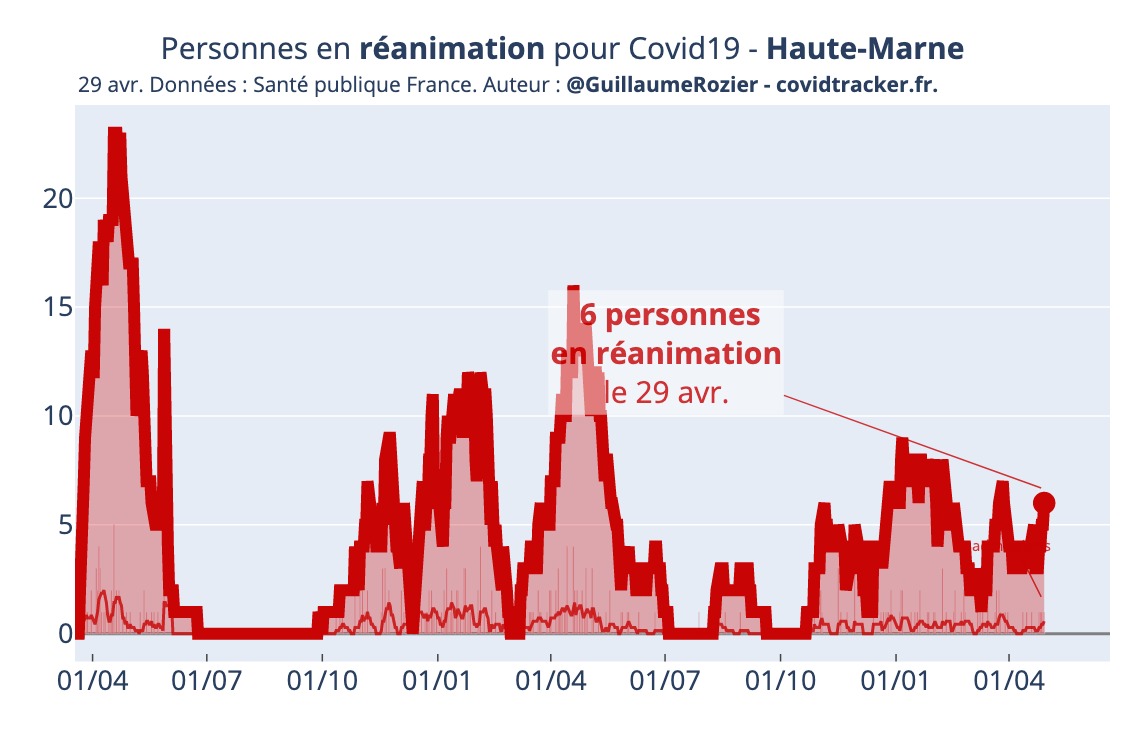 Personnes en réanimation pour Covid19 - Haute-Marne
29 avr. Données : Santé publique France. Auteur : @GuillaumeRozier - covidtracker.fr.
20
15
10
5
0
6 personnes
en réanimation
le 29 avr.
01/04
01/07
01/10
01/01
01/04
01/07
01/10
01/01
01/04